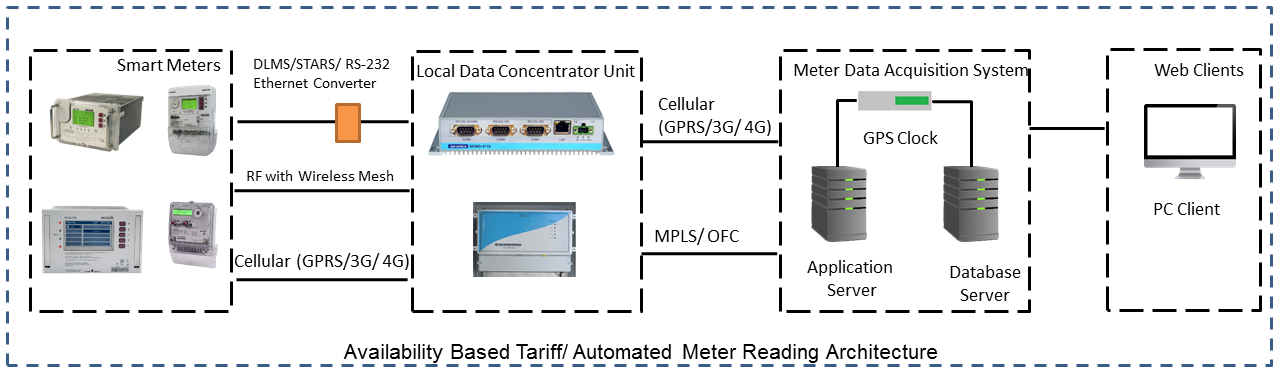 Smart Meters
DLMS/STARS/ RS-232
Ethernet Converter
RF with Wireless Mesh
Cellular (GPRS/3G/ 4G)
Local Data Concentrator Unit
Cellular
(GPRS/3G/ 4G)
MPLS/ OFC
Meter Data Acquisition System
GPS Clock
Application
Server
Database
Server
Web Clients
PC Client
Availability Based Tariff/ Automated Meter Reading Architecture